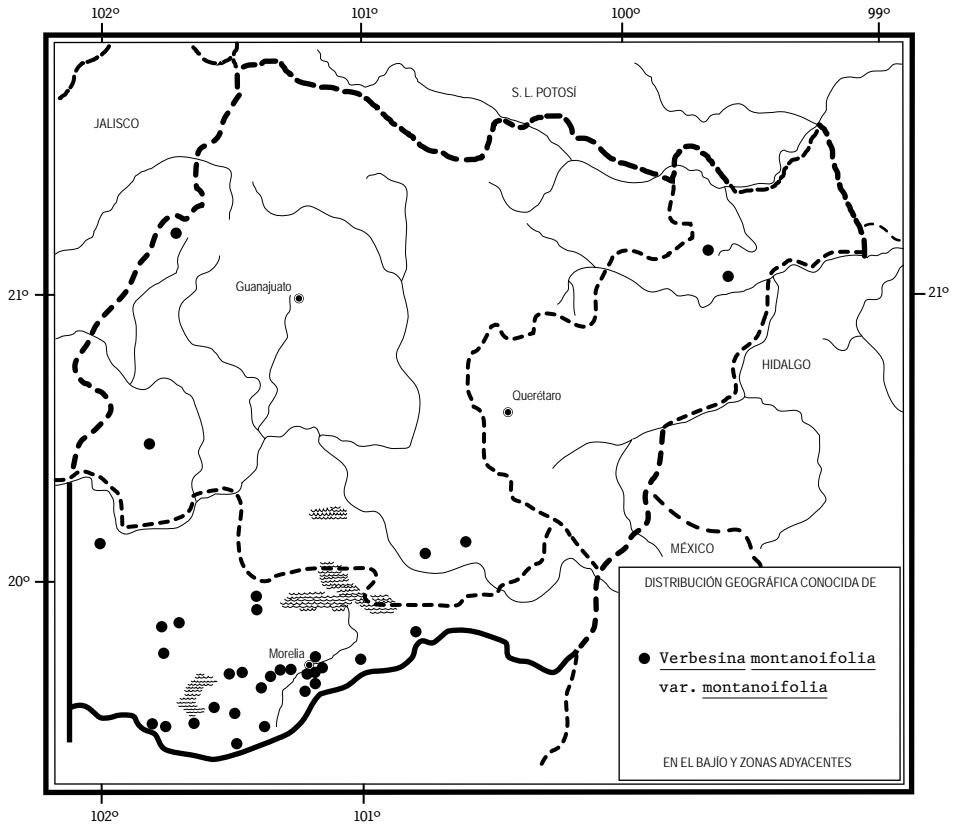 102º 101º 100º 99º
S. L. POTOSÍ
JALISCO
Guanajuato
21º 21º
HIDALGO
Querétaro
MÉXICO
20º
DISTRIBUCIÓN GEOGRÁFICA CONOCIDA DE
Morelia
Verbesina montanoifolia
var. montanoifolia
EN EL BAJÍO Y ZONAS ADYACENTES
102º 101º